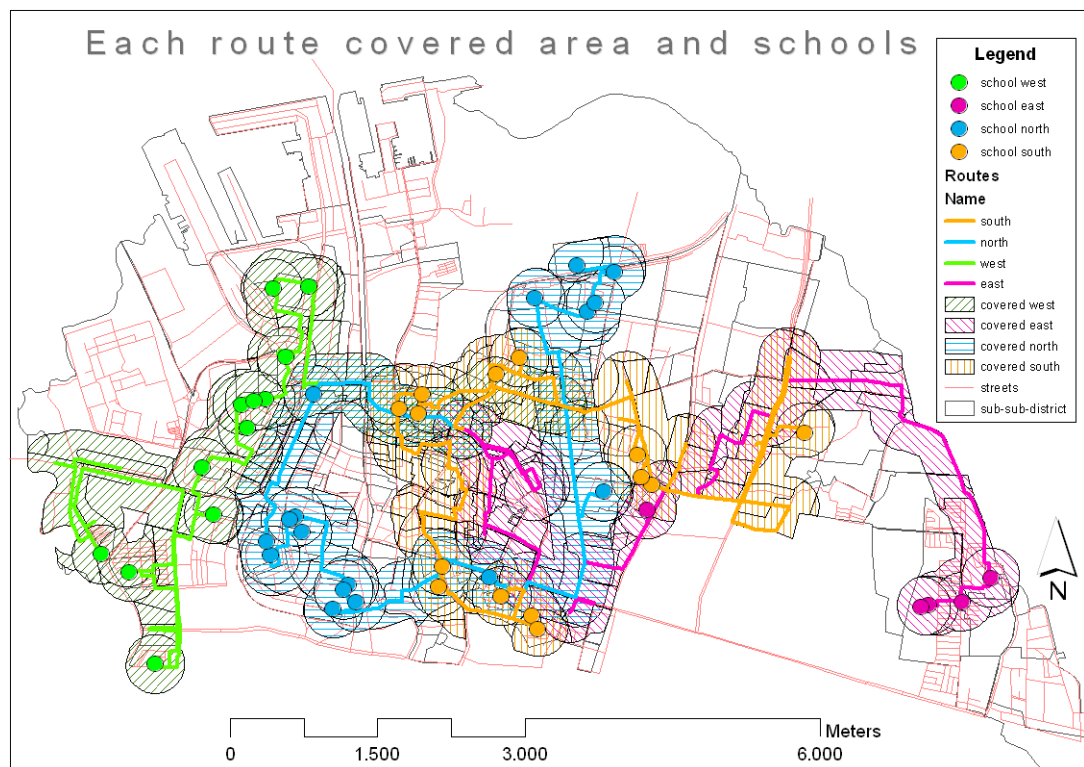 Each route covered area and schools
Legend
school west
school east
school north
school south
Routes
Name
south
north
west
east
covered west
covered east
covered north
covered south
streets
sub-sub-district
N
Meters
0 1.500 3.000 6.000